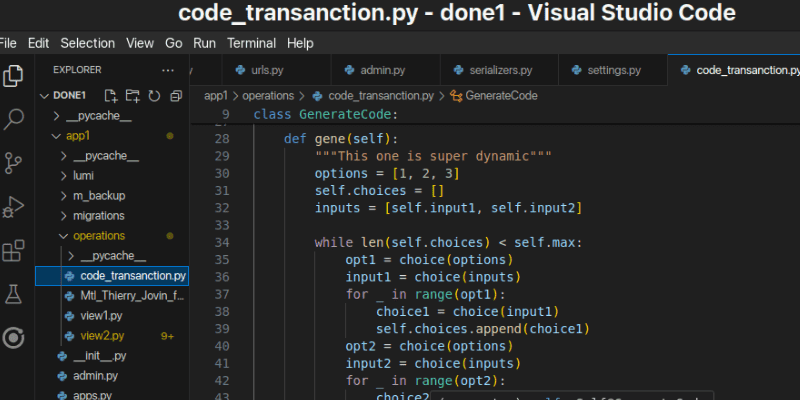 code_transanction.py - done1 - Visual Studio Code
File Edit Selection View Go Run Terminal Help
EXPLORER ...
urls.py admin.py serializers.py settings.py code_transanction.py
DONE1
app1 > operations > code_transanction.py > GenerateCode
__pycache__
app1
__pycache__
lumi
m_backup
migrations
operations
__pycache__
code_transanction.py
Mtl_Thierry_Jovin_f...
view1.py
view2.py 9+
__init__.py
admin.py
apps.py
9 class GenerateCode:
28 def gene(self):
29 """This one is super dynamic"""
30 options = [1, 2, 3]
31 self.choices = []
32 inputs = [self.input1, self.input2]
33
34 while len(self.choices) < self.max:
35 opt1 = choice(options)
36 input1 = choice(inputs)
37 for _ in range(opt1):
38 choice1 = choice(input1)
39 self.choices.append(choice1)
40 opt2 = choice(options)
41 input2 = choice(inputs)
42 for _ in range(opt2):
43 choice2